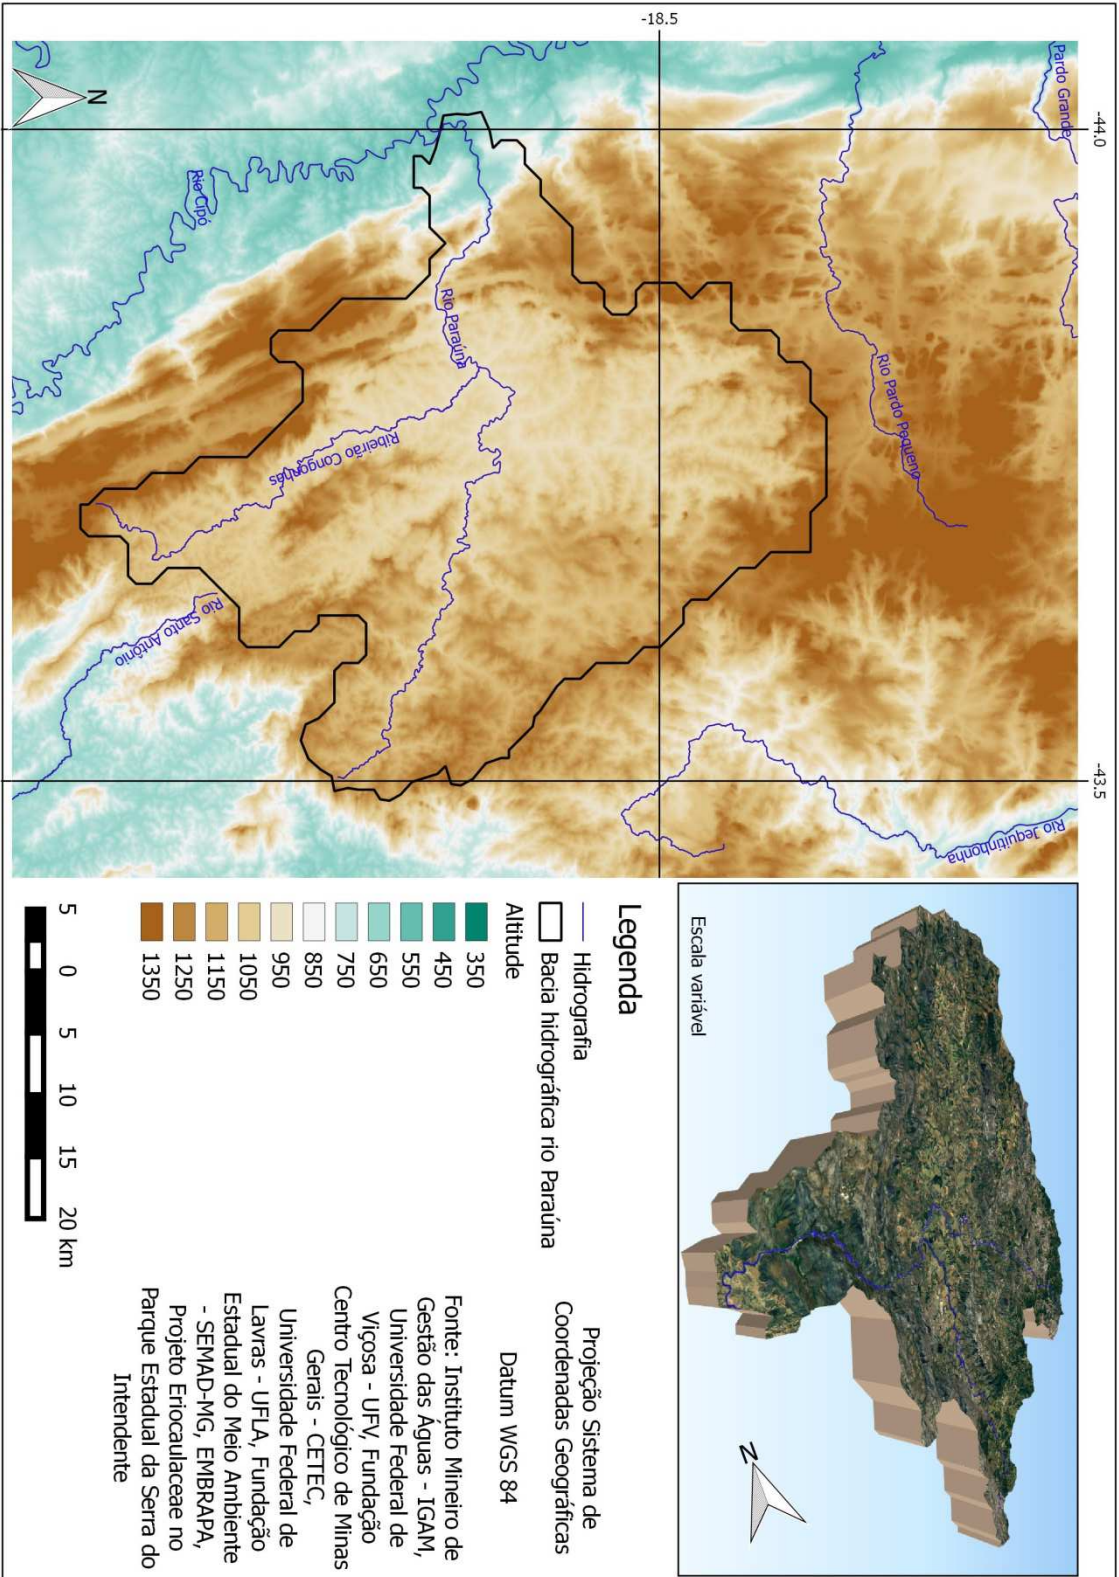 -44.0
-43.5
-18.5
Pardo Grande
Rio Pardo Pequeno
Rio Jequitinhonha
Rio Paraúna
Ribeirão Congonhas
Rio Cipó
Rio Santo Antônio
N
Escala variável
N
Legenda
Hidrografia
Bacia hidrográfica rio Paraúna
Altitude
350
450
550
650
750
850
950
1050
1150
1250
1350
5 0 5 10 15 20 km
Projeção Sistema de
Coordenadas Geográficas
Datum WGS 84
Fonte: Instituto Mineiro de
Gestão das Águas - IGAM,
Universidade Federal de
Viçosa - UFV, Fundação
Centro Tecnológico de Minas
Gerais - CETEC,
Universidade Federal de
Lavras - UFLA, Fundação
Estadual do Meio Ambiente
- SEMAD-MG, EMBRAPA,
Projeto Eriocaulaceae no
Parque Estadual da Serra do
Intendente